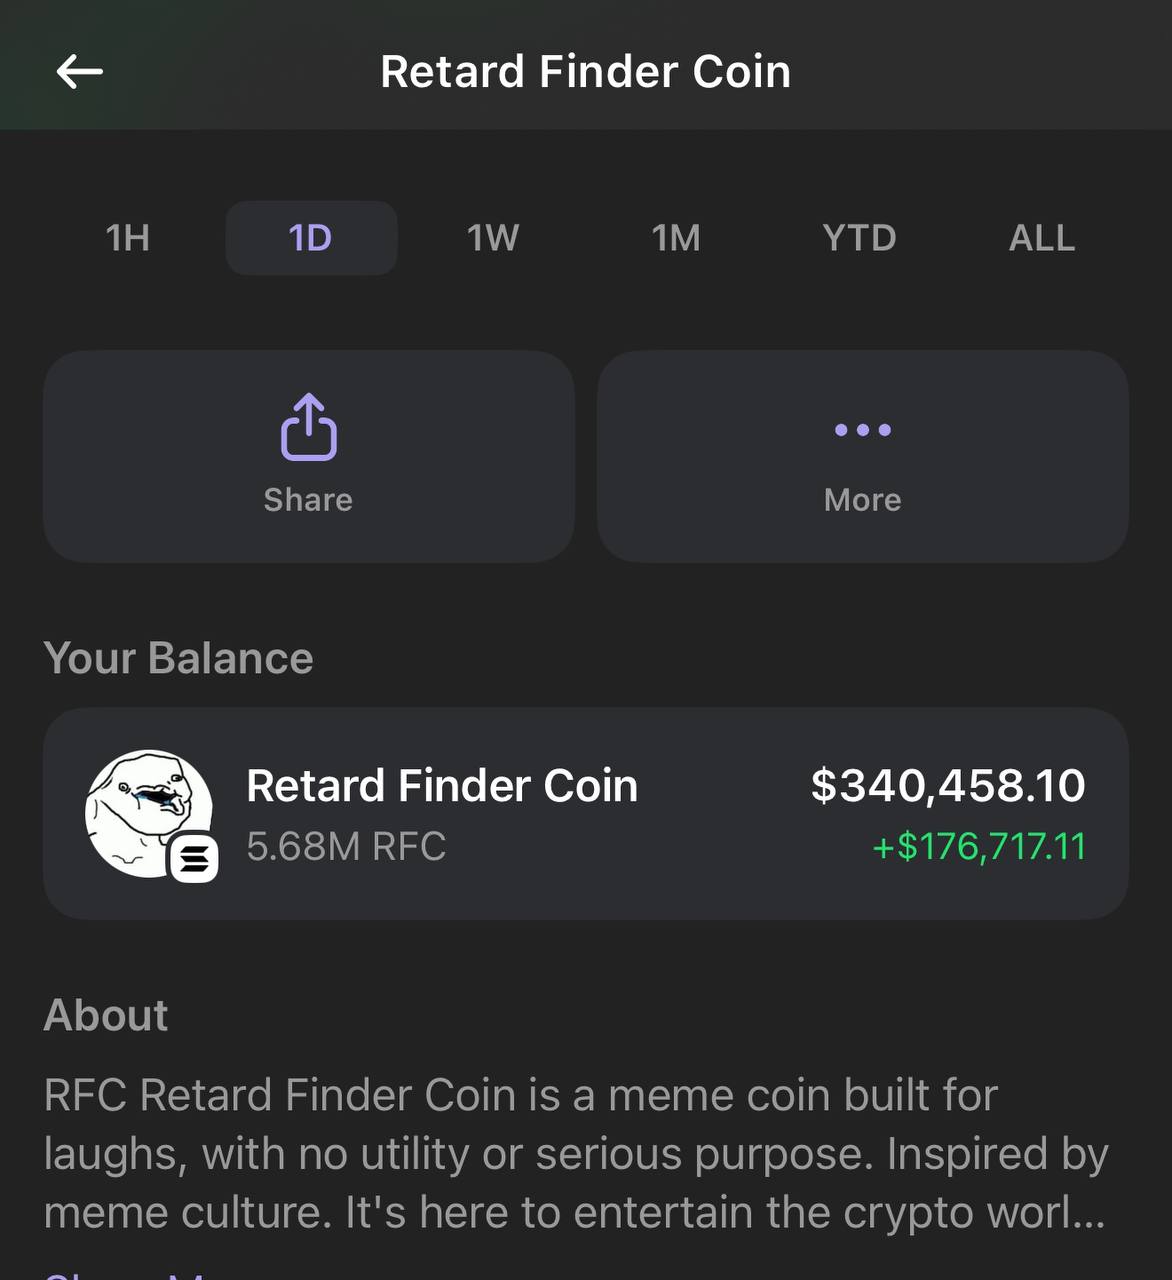 Retard Finder Coin
1H 1D 1W 1M YTD ALL
Share More
Your Balance
Retard Finder Coin $340,458.10
5.68M RFC +$176,717.11
About
RFC Retard Finder Coin is a meme coin built for
laughs, with no utility or serious purpose. Inspired by
meme culture. It's here to entertain the crypto worl...